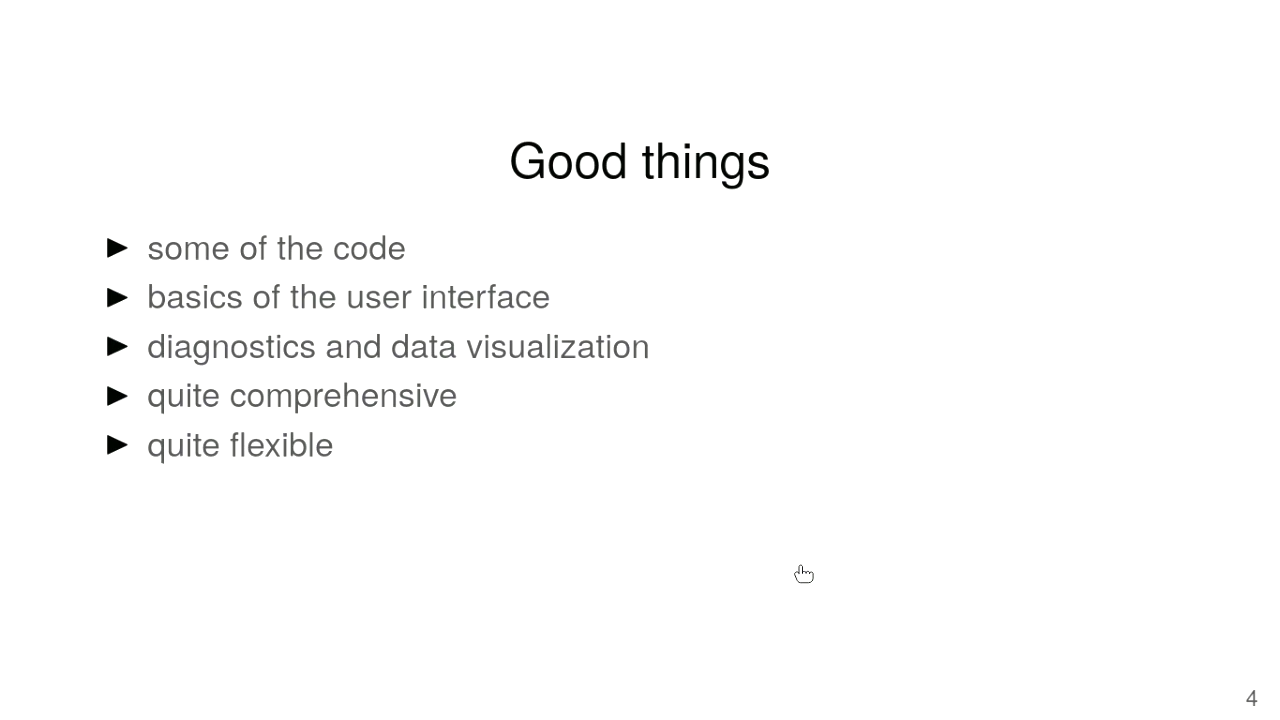 Good things
some of the code
basics of the user interface
diagnostics and data visualization
quite comprehensive
quite flexible
4